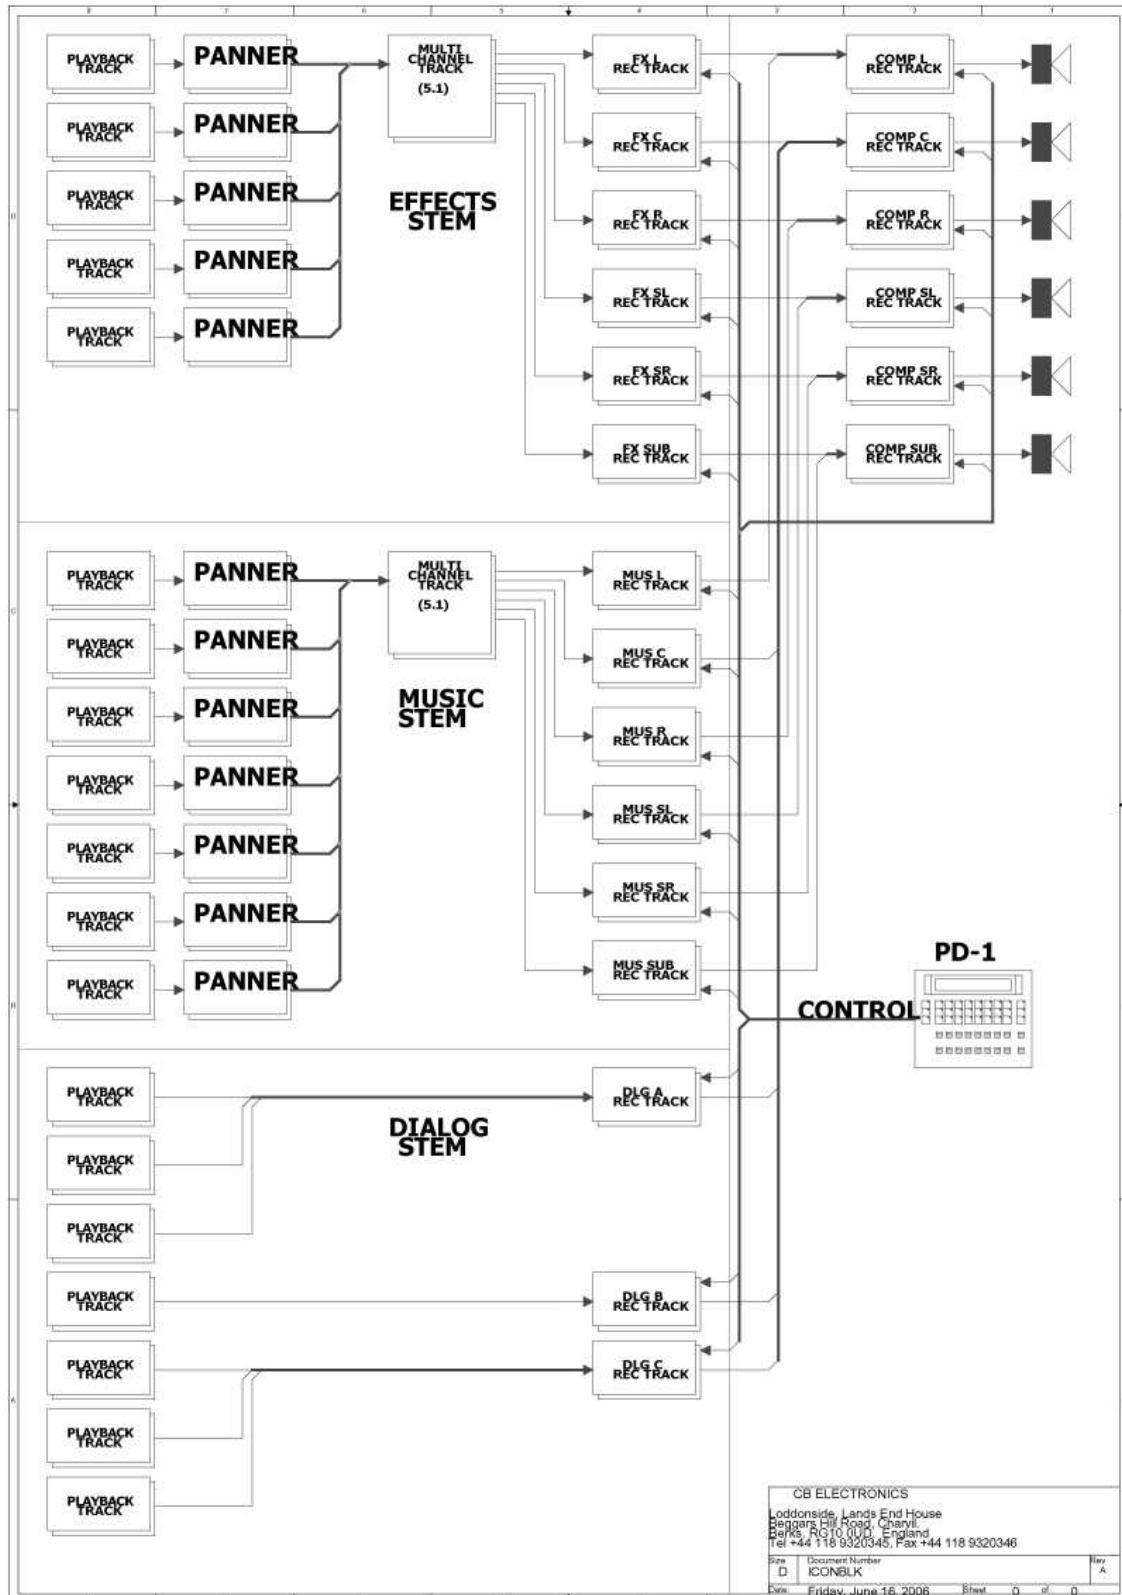 8 7 6 5 4 3 2 1
PLAYBACK
TRACK
PANNER
MULTI
CHANNEL
TRACK
(5.1)
FX L
REC TRACK
COMP L
REC TRACK
PLAYBACK
TRACK
PANNER
FX C
REC TRACK
COMP C
REC TRACK
PLAYBACK
TRACK
PANNER
EFFECTS
STEM
FX R
REC TRACK
COMP R
REC TRACK
D
PLAYBACK
TRACK
PANNER
FX SL
REC TRACK
COMP SL
REC TRACK
PLAYBACK
TRACK
PANNER
FX SR
REC TRACK
COMP SR
REC TRACK
FX SUB
REC TRACK
COMP SUB
REC TRACK
PLAYBACK
TRACK
PANNER
MULTI
CHANNEL
TRACK
(5.1)
MUS L
REC TRACK
C
PLAYBACK
TRACK
PANNER
MUS C
REC TRACK
PLAYBACK
TRACK
PANNER
MUSIC
STEM
MUS R
REC TRACK
PLAYBACK
TRACK
PANNER
MUS SL
REC TRACK
PLAYBACK
TRACK
PANNER
MUS SR
REC TRACK
PLAYBACK
TRACK
PANNER
MUS SUB
REC TRACK
PD-1
PLAYBACK
TRACK
PANNER
B
CONTROL
PLAYBACK
TRACK
DLG A
REC TRACK
DIALOG
STEM
PLAYBACK
TRACK
PLAYBACK
TRACK
PLAYBACK
TRACK
DLG B
REC TRACK
PLAYBACK
TRACK
DLG C
REC TRACK
A
PLAYBACK
TRACK
PLAYBACK
TRACK
CB ELECTRONICS
Loddonside, Lands End House
Beggars Hill Road, Charvil.
Berks. RG10 0UD. England
Tel +44 118 9320345, Fax +44 118 9320346
Size Document Number Rev
D ICONBLK A
Date: Friday, June 16, 2006 Sheet 0 of 0